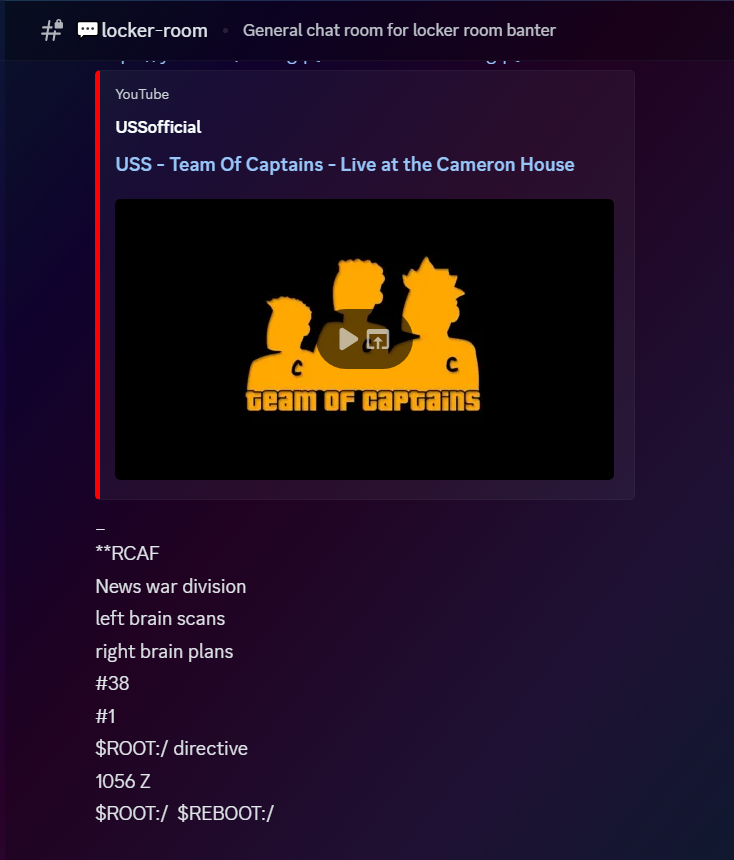 locker-room • General chat room for locker room banter
YouTube
USSofficial
USS - Team Of Captains - Live at the Cameron House
C C
TEAM OF CAPTAINS
_
**RCAF
News war division
left brain scans
right brain plans
#38
#1
$ROOT:/ directive
1056 Z
$ROOT:/  $REBOOT:/